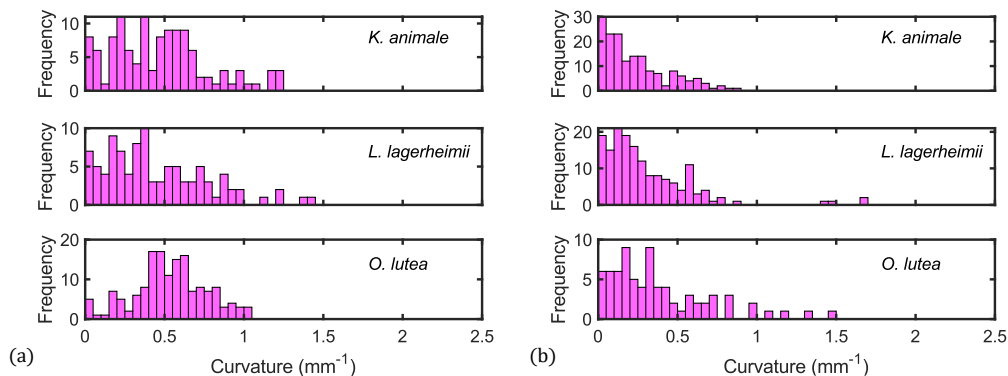 Frequency
10
5
0
K. animale
Frequency
10
5
0
L. lagerheimii
Frequency
20
10
0
O. lutea
0 0.5 1 1.5 2 2.5
Curvature (mm-1)
(a)
Frequency
30
20
10
0
K. animale
Frequency
20
10
0
L. lagerheimii
Frequency
10
5
0
O. lutea
0 0.5 1 1.5 2 2.5
Curvature (mm-1)
(b)